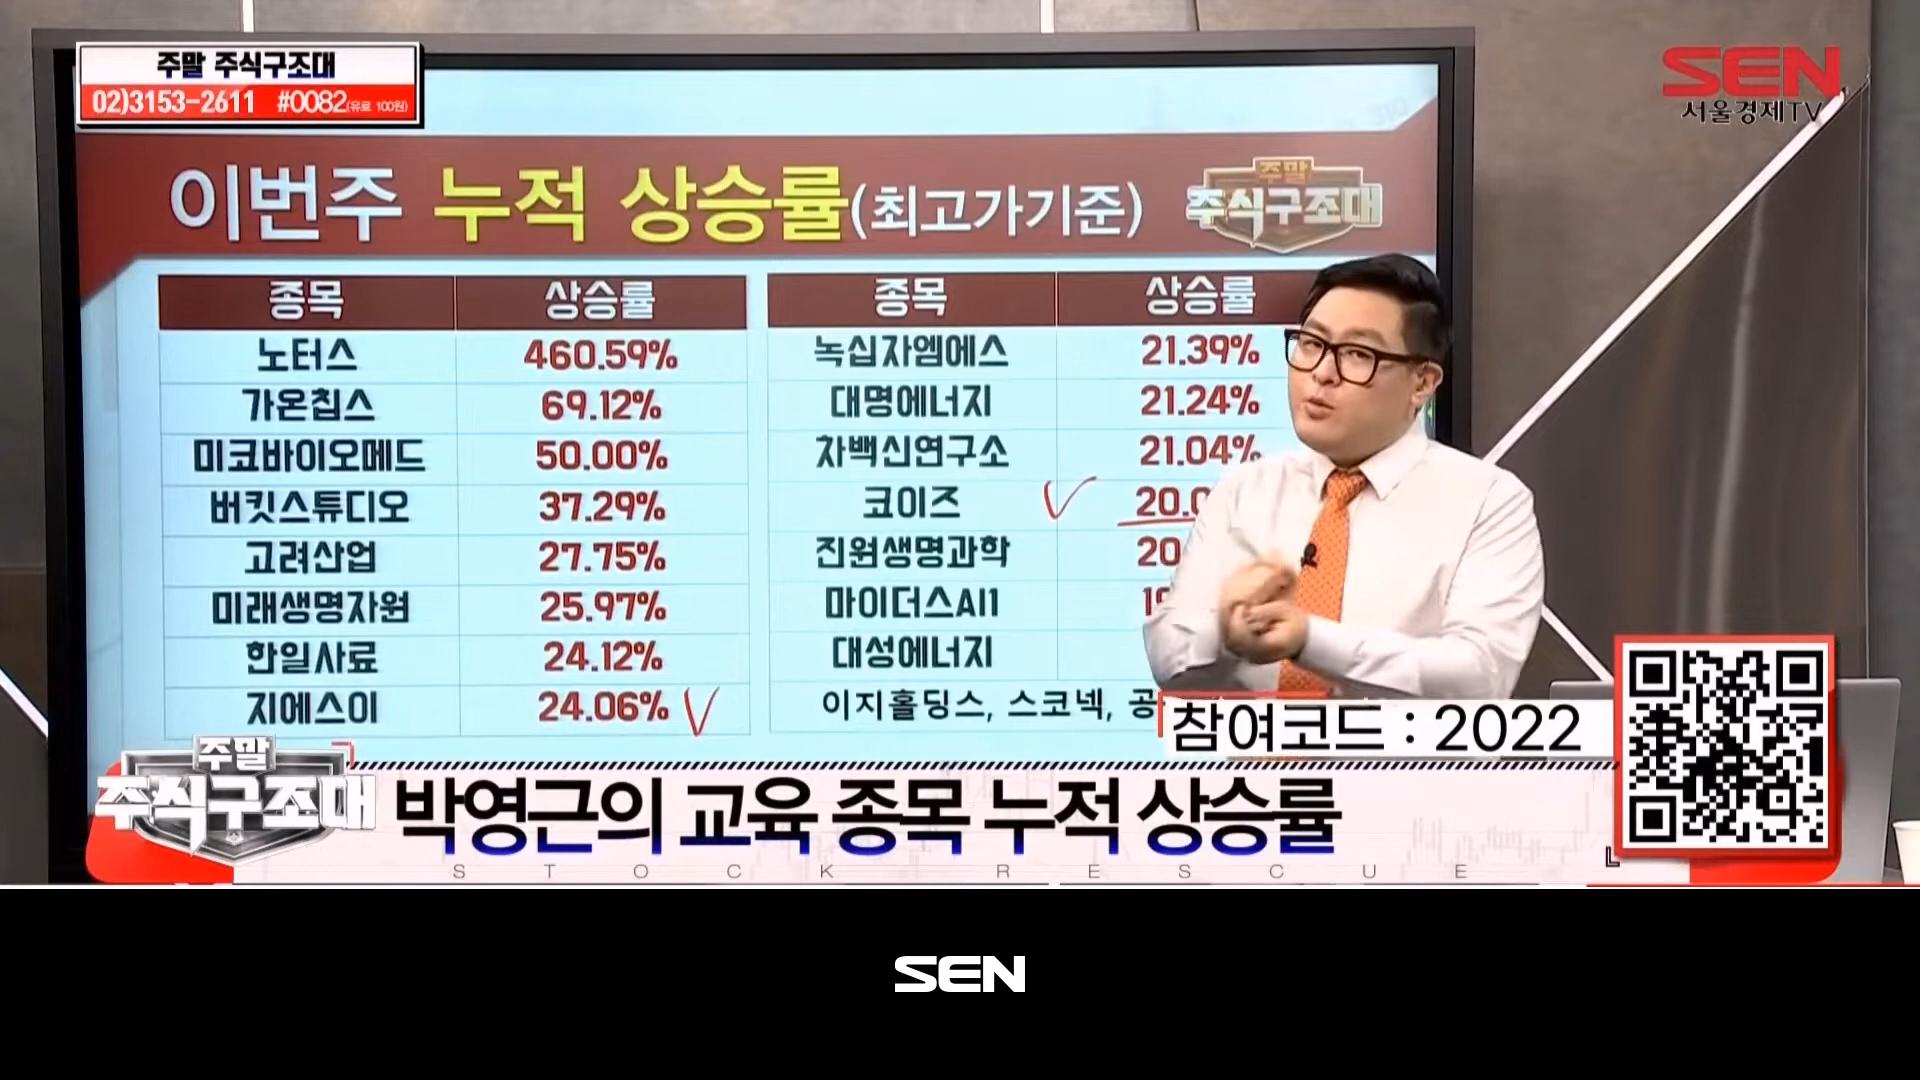 주말 주식구조대
02)3153-2611 #0082(유료 100원)
SEN
서울경제TV
이번주 누적 상승률(최고가기준)
주말
주식구조대
종목 상승률
노터스 460.59%
가온칩스 69.12%
미코바이오메드 50.00%
버킷스튜디오 37.29%
고려산업 27.75%
미래생명자원 25.97%
한일사료 24.12%
지에스이 24.06%
종목 상승률
녹십자엠에스 21.39%
대명에너지 21.24%
차백신연구소 21.04%
코이즈
진원생명과학
마이더스AI1
대성에너지
이지홀딩스, 스코넥,
참여코드 : 2022
주말
주식구조대
박영근의 교육 종목 누적 상승률
STOCK RESCUE
SEN